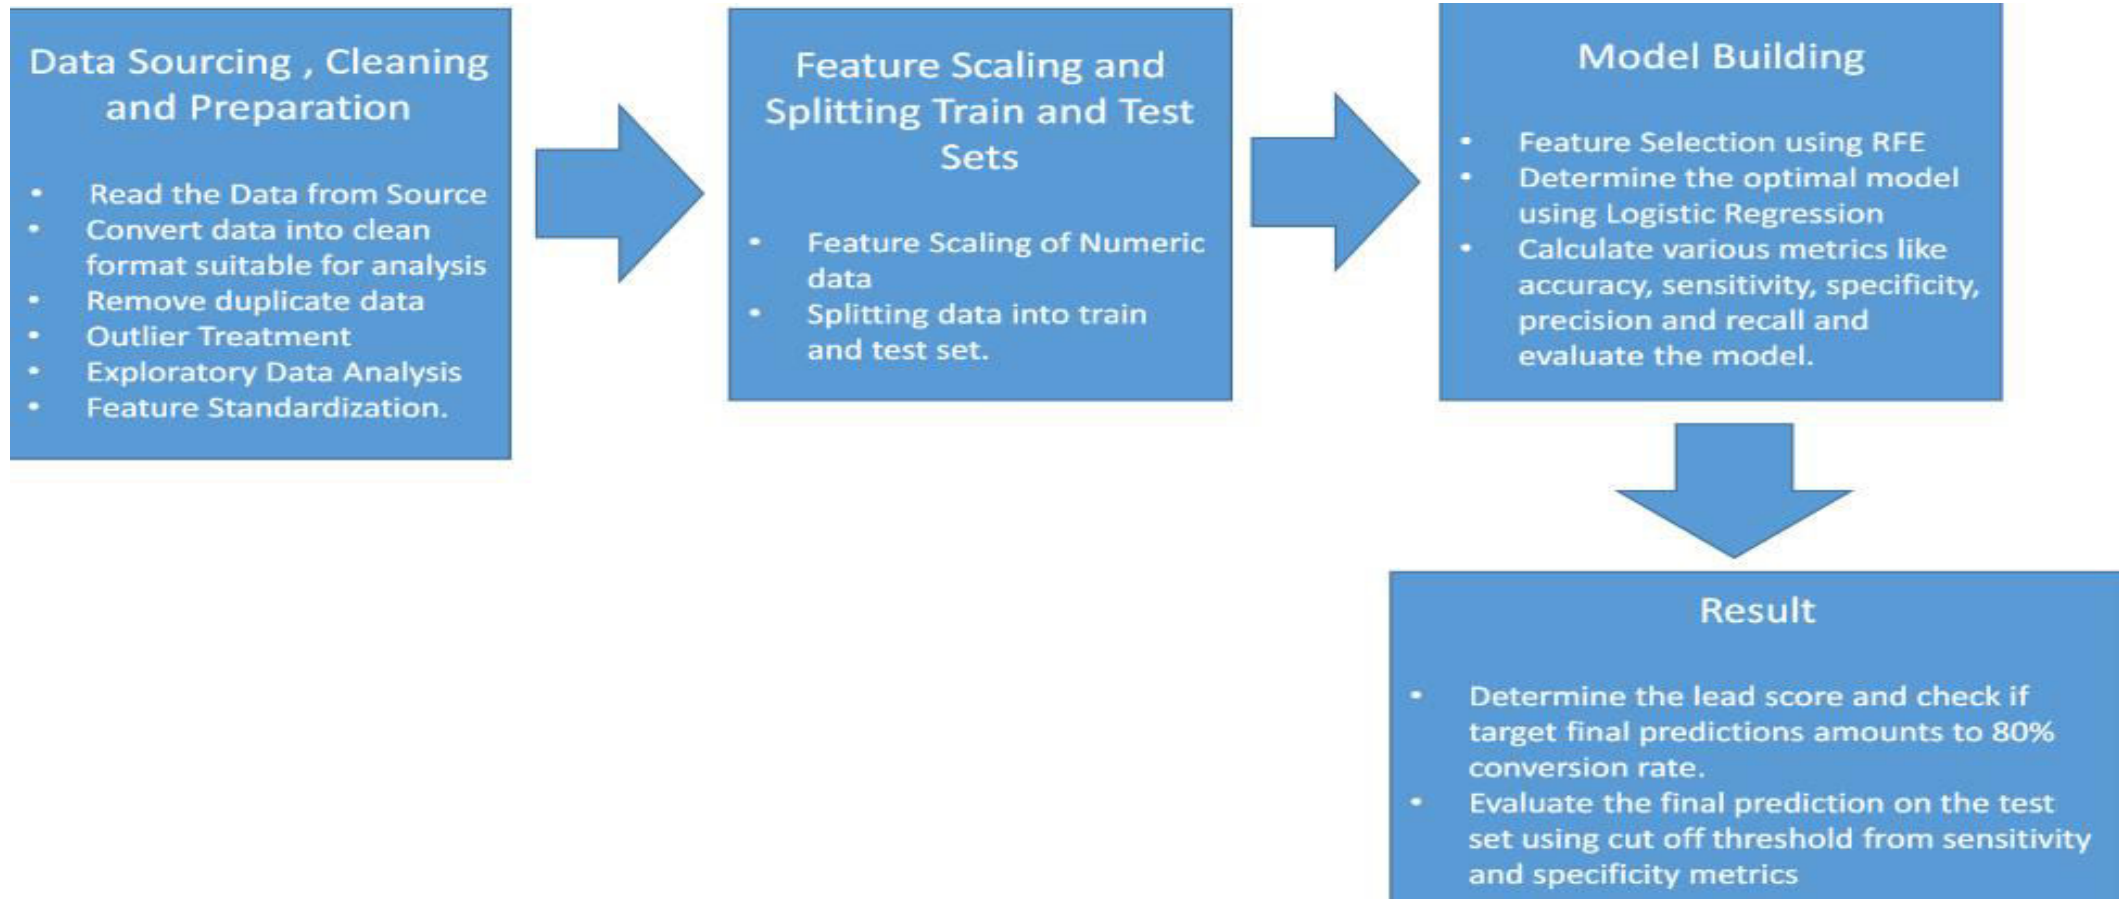 Data Sourcing , Cleaning
and Preparation
• Read the Data from Source
• Convert data into clean
format suitable for analysis
• Remove duplicate data
• Outlier Treatment
• Exploratory Data Analysis
• Feature Standardization.
Feature Scaling and
Splitting Train and Test
Sets
• Feature Scaling of Numeric
data
• Splitting data into train
and test set.
Model Building
• Feature Selection using RFE
• Determine the optimal model
using Logistic Regression
• Calculate various metrics like
accuracy, sensitivity, specificity,
precision and recall and
evaluate the model.
Result
• Determine the lead score and check if
target final predictions amounts to 80%
conversion rate.
• Evaluate the final prediction on the test
set using cut off threshold from sensitivity
and specificity metrics